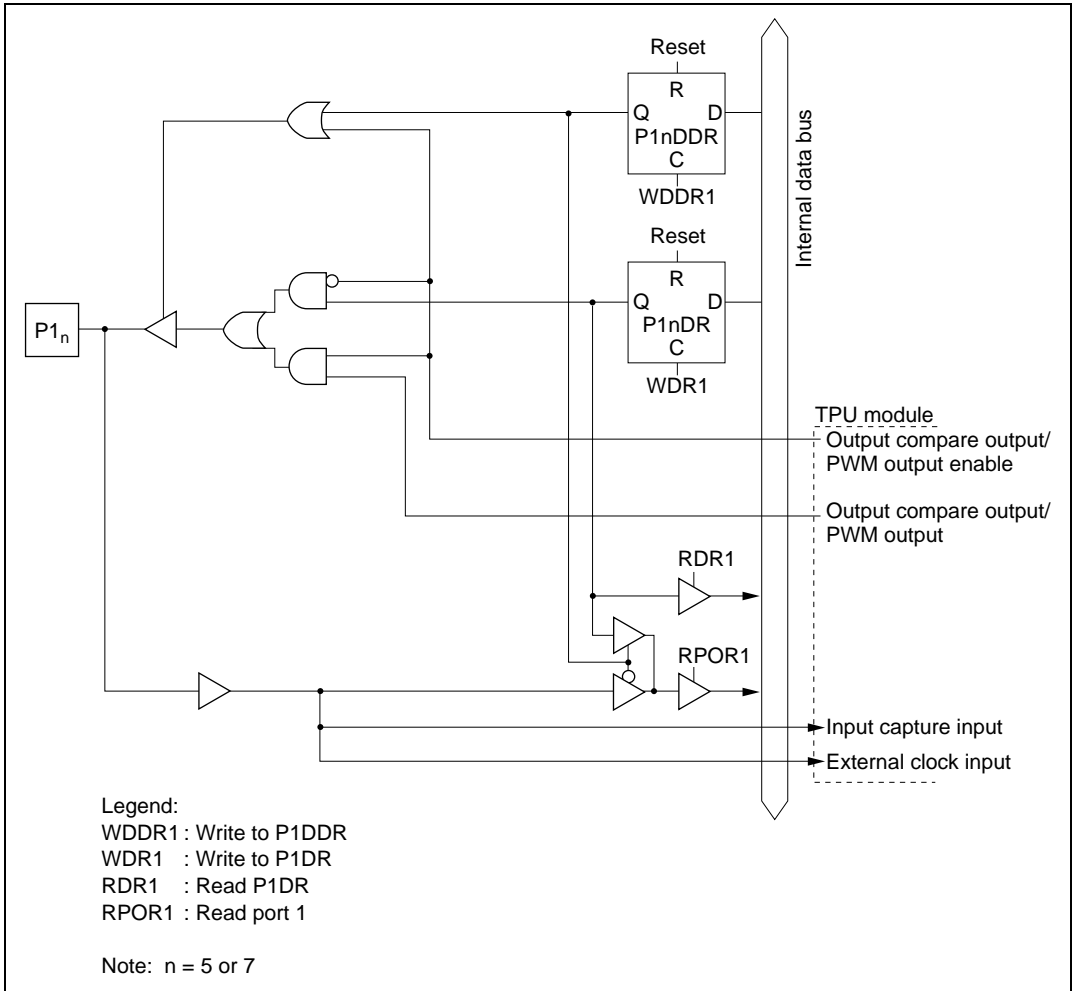 Reset
R
Q D
P1nDDR
C
WDDR1
Reset
R
Q D
P1nDR
C
WDR1
Internal data bus
P1n
TPU module
Output compare output/
PWM output enable
Output compare output/
PWM output
RDR1
RPOR1
Input capture input
External clock input
Legend:
WDDR1 : Write to P1DDR
WDR1 : Write to P1DR
RDR1 : Read P1DR
RPOR1 : Read port 1
Note: n = 5 or 7